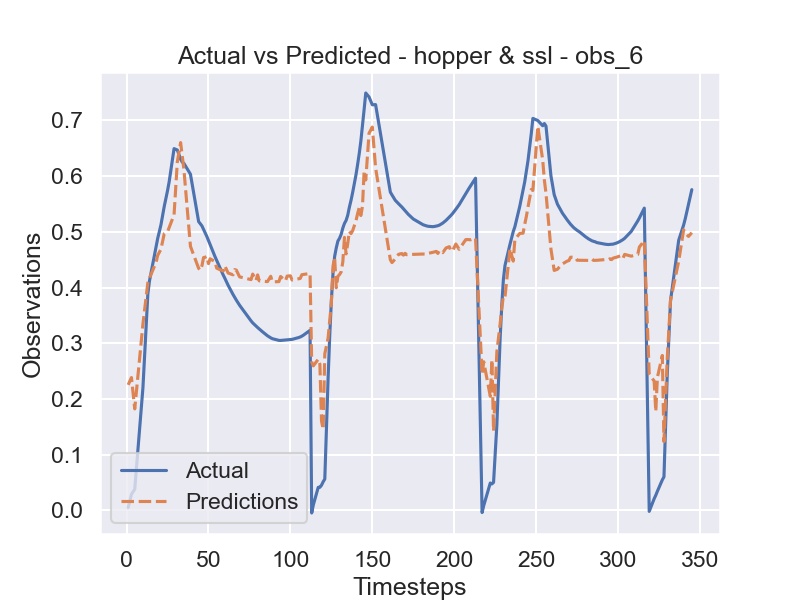 Actual vs Predicted - hopper & ssl - obs_6
Observations
0.7
0.6
0.5
0.4
0.3
0.2
0.1
0.0
Actual
Predictions
0 50 100 150 200 250 300 350
Timesteps